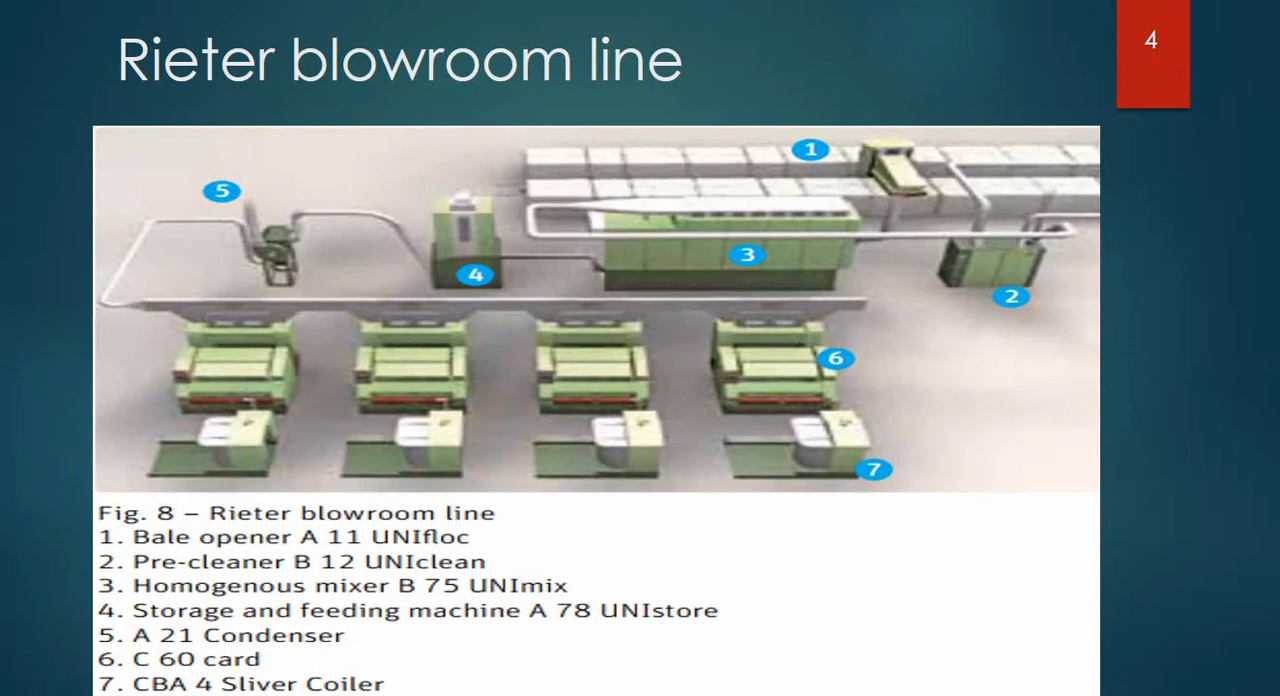 Rieter blowroom line
4
1
5
3
4
2
6
7
Fig. 8 – Rieter blowroom line
1. Bale opener A 11 UNIfloc
2. Pre-cleaner B 12 UNIclean
3. Homogenous mixer B 75 UNImix
4. Storage and feeding machine A 78 UNIstore
5. A 21 Condenser
6. C 60 card
7. CBA 4 Sliver Coiler